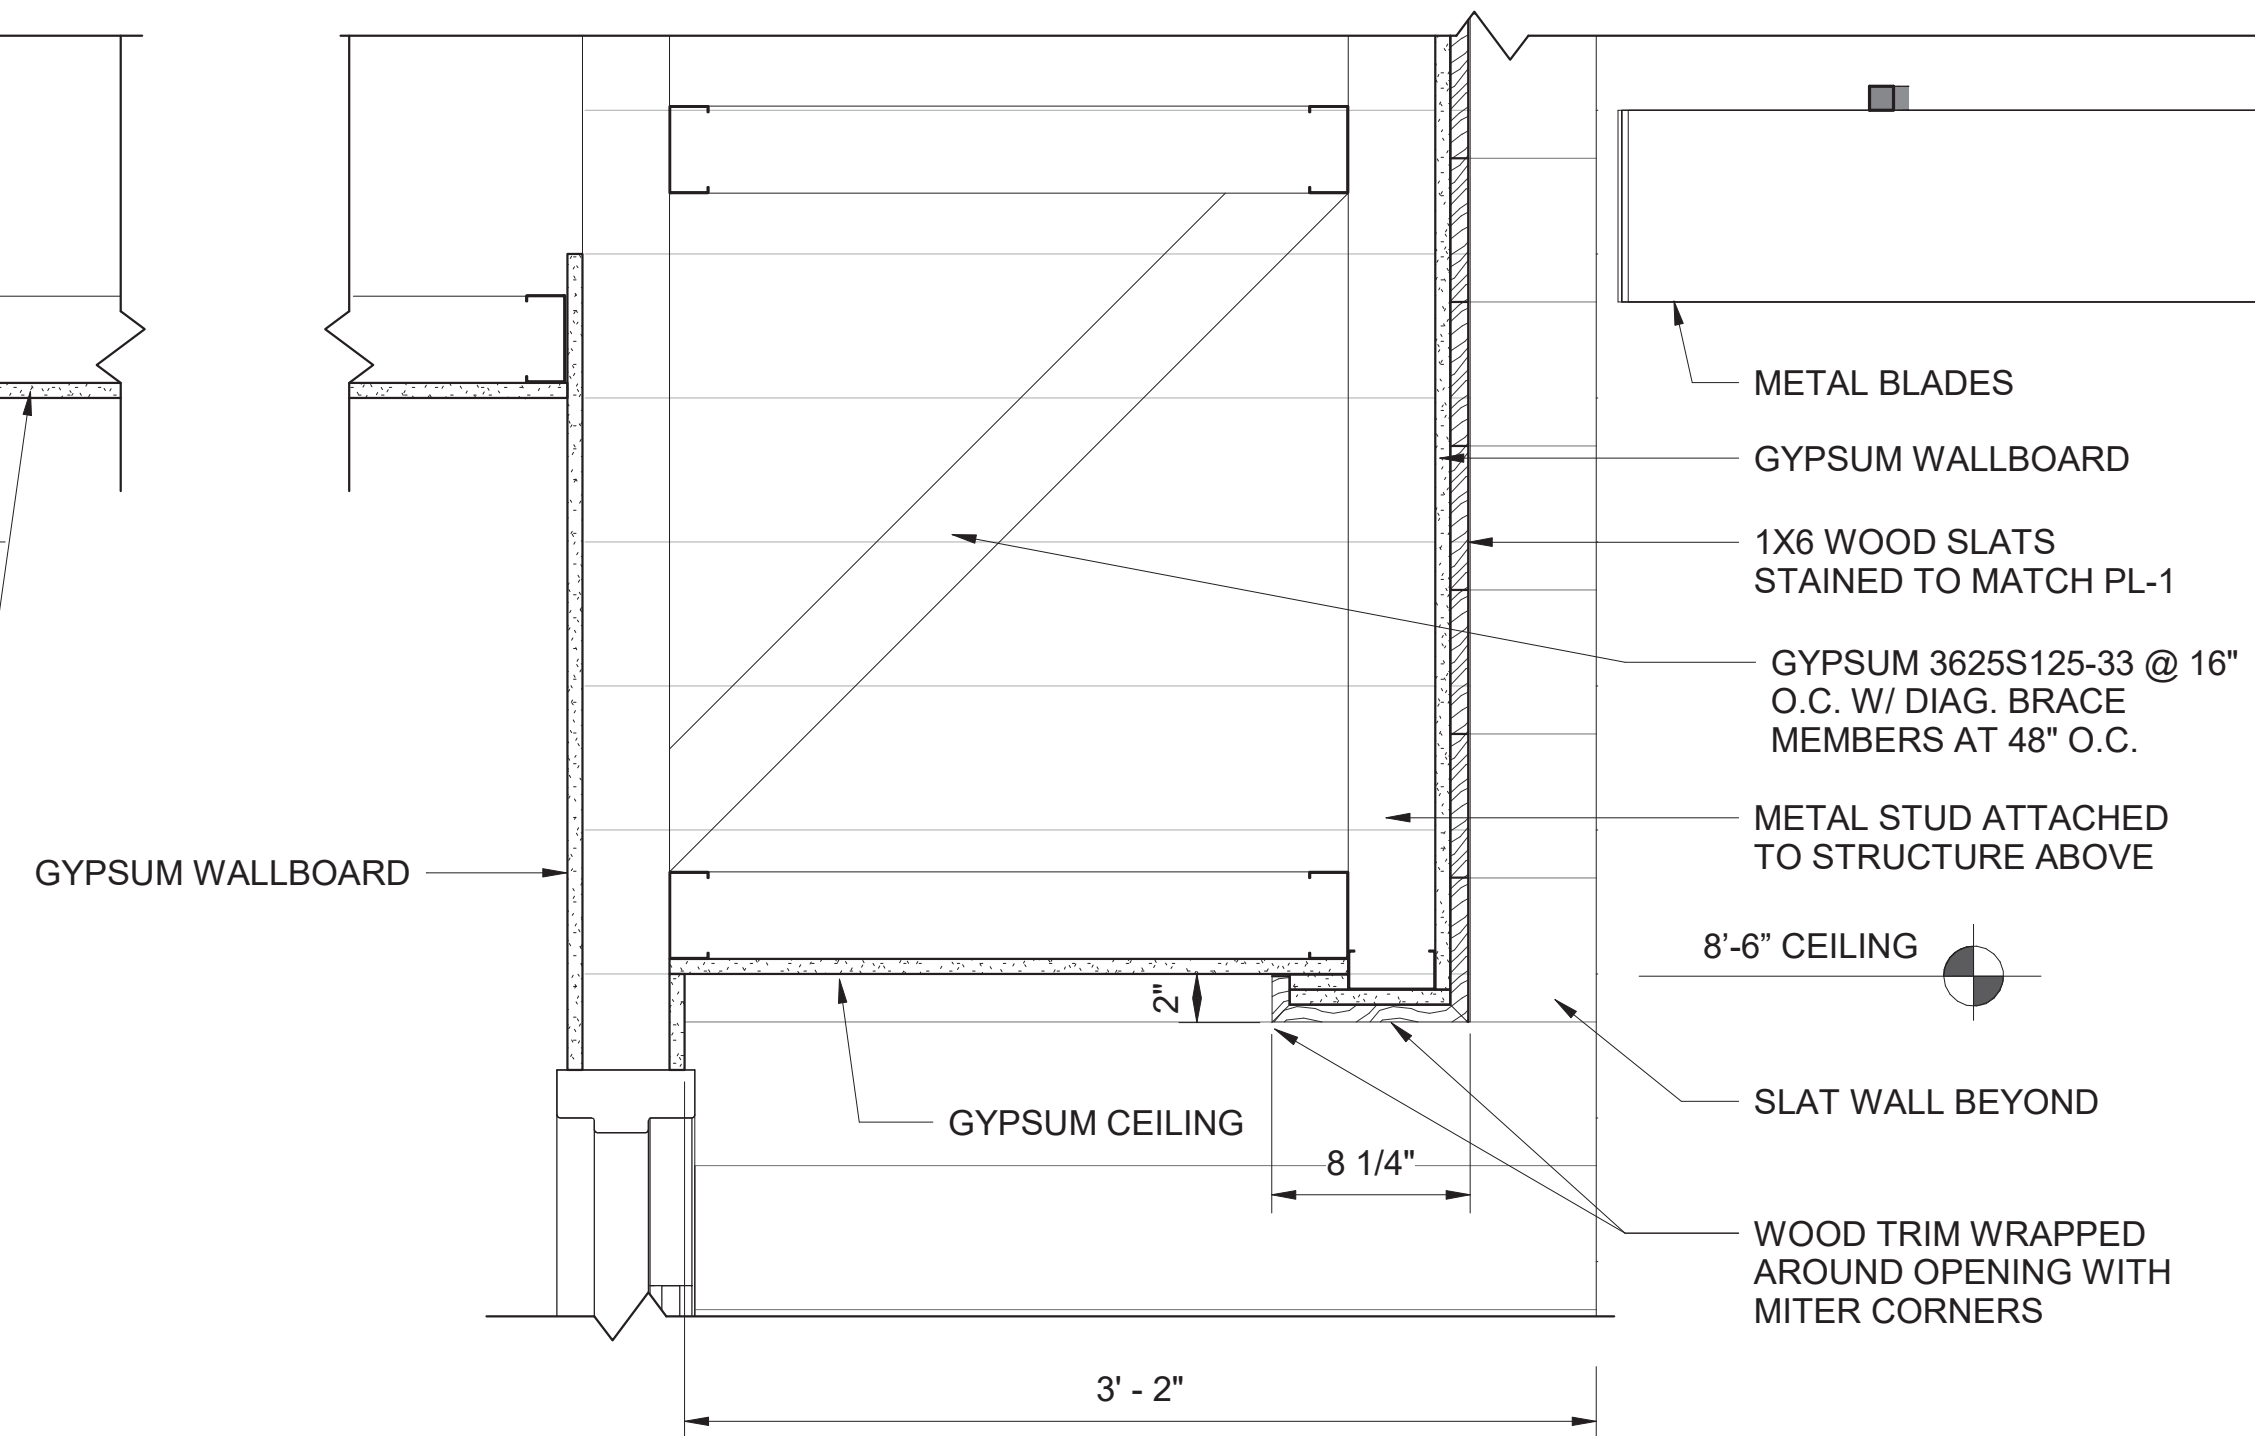 METAL BLADES
GYPSUM WALLBOARD
1X6 WOOD SLATS
STAINED TO MATCH PL-1
GYPSUM 3625S125-33 @ 16"
O.C. W/ DIAG. BRACE
MEMBERS AT 48" O.C.
METAL STUD ATTACHED
TO STRUCTURE ABOVE
GYPSUM WALLBOARD
8’-6” CEILING
2"
SLAT WALL BEYOND
GYPSUM CEILING
8 1/4"
WOOD TRIM WRAPPED
AROUND OPENING WITH
MITER CORNERS
3' - 2"